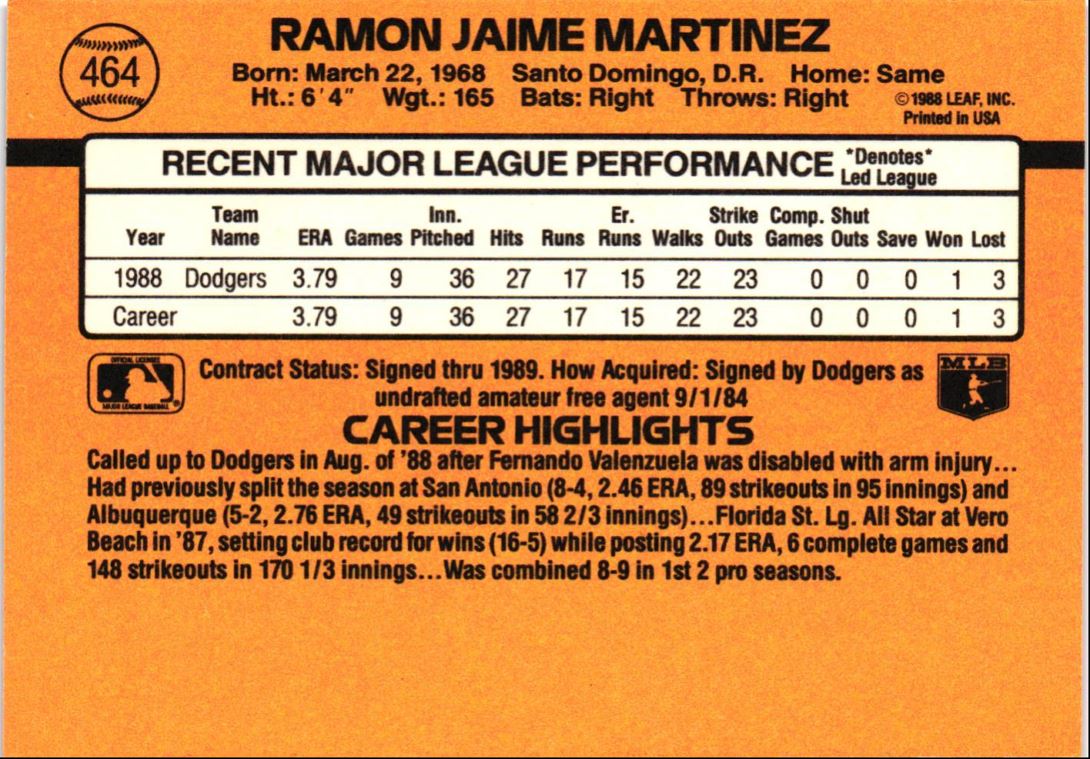 464
RAMON JAIME MARTINEZ
Born: March 22, 1968 Santo Domingo, D.R. Home: Same
Ht.: 6'4" Wgt.: 165 Bats: Right Throws: Right
©1988 LEAF, INC.
Printed in USA
RECENT MAJOR LEAGUE PERFORMANCE *Denotes*
Led League
Year Team Name ERA Games Inn. Pitched Hits Runs Er. Runs Walks Strike Outs Comp. Games Shut Outs Save Won Lost
1988 Dodgers 3.79 9 36 27 17 15 22 23 0 0 0 1 3
Career 3.79 9 36 27 17 15 22 23 0 0 0 1 3
OFFICIAL LICENSEE
MAJOR LEAGUE BASEBALL
Contract Status: Signed thru 1989. How Acquired: Signed by Dodgers as
undrafted amateur free agent 9/1/84
MLB
CAREER HIGHLIGHTS
Called up to Dodgers in Aug. of '88 after Fernando Valenzuela was disabled with arm injury...
Had previously split the season at San Antonio (8-4, 2.46 ERA, 89 strikeouts in 95 innings) and
Albuquerque (5-2, 2.76 ERA, 49 strikeouts in 58 2/3 innings)...Florida St. Lg. All Star at Vero
Beach in '87, setting club record for wins (16-5) while posting 2.17 ERA, 6 complete games and
148 strikeouts in 170 1/3 innings...Was combined 8-9 in 1st 2 pro seasons.